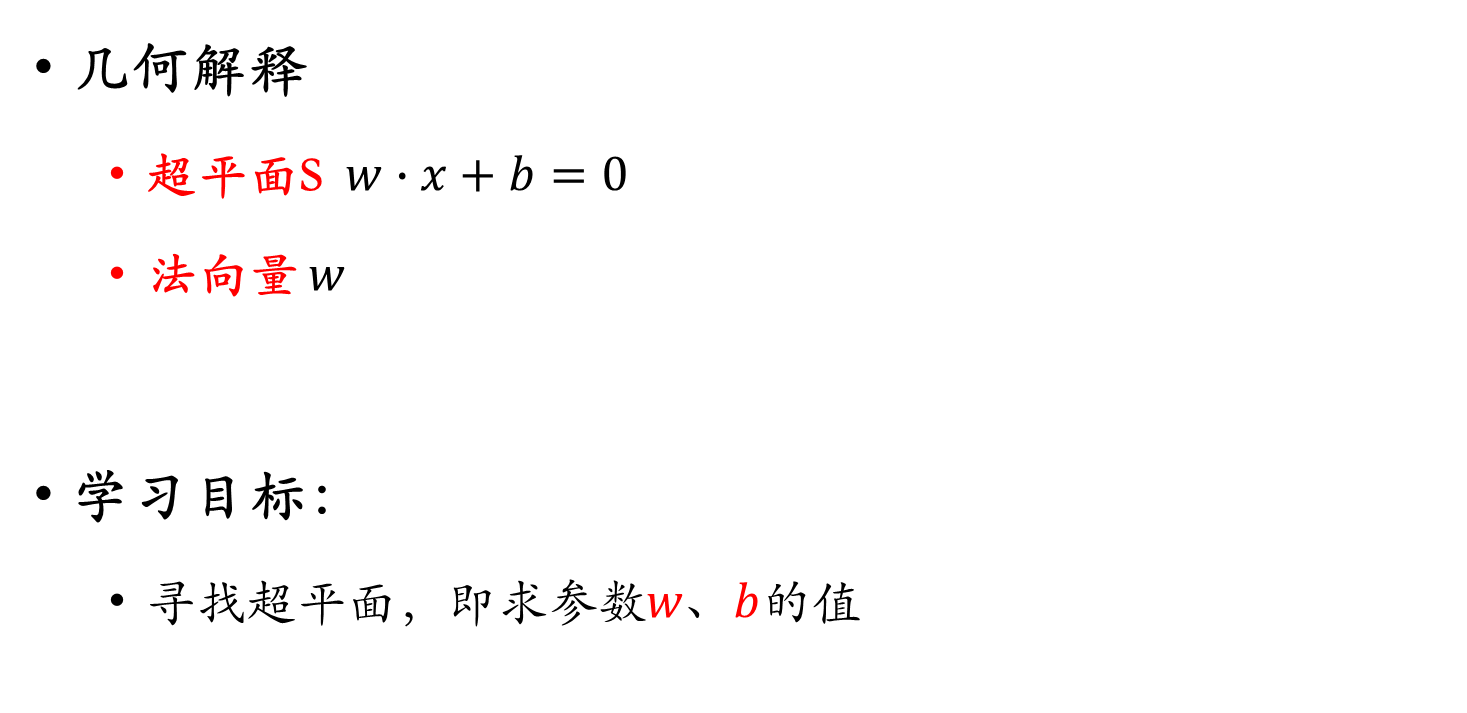 • 几何解释
• 超平面S w · x + b = 0
• 法向量 w
• 学习目标：
• 寻找超平面，即求参数w、b的值